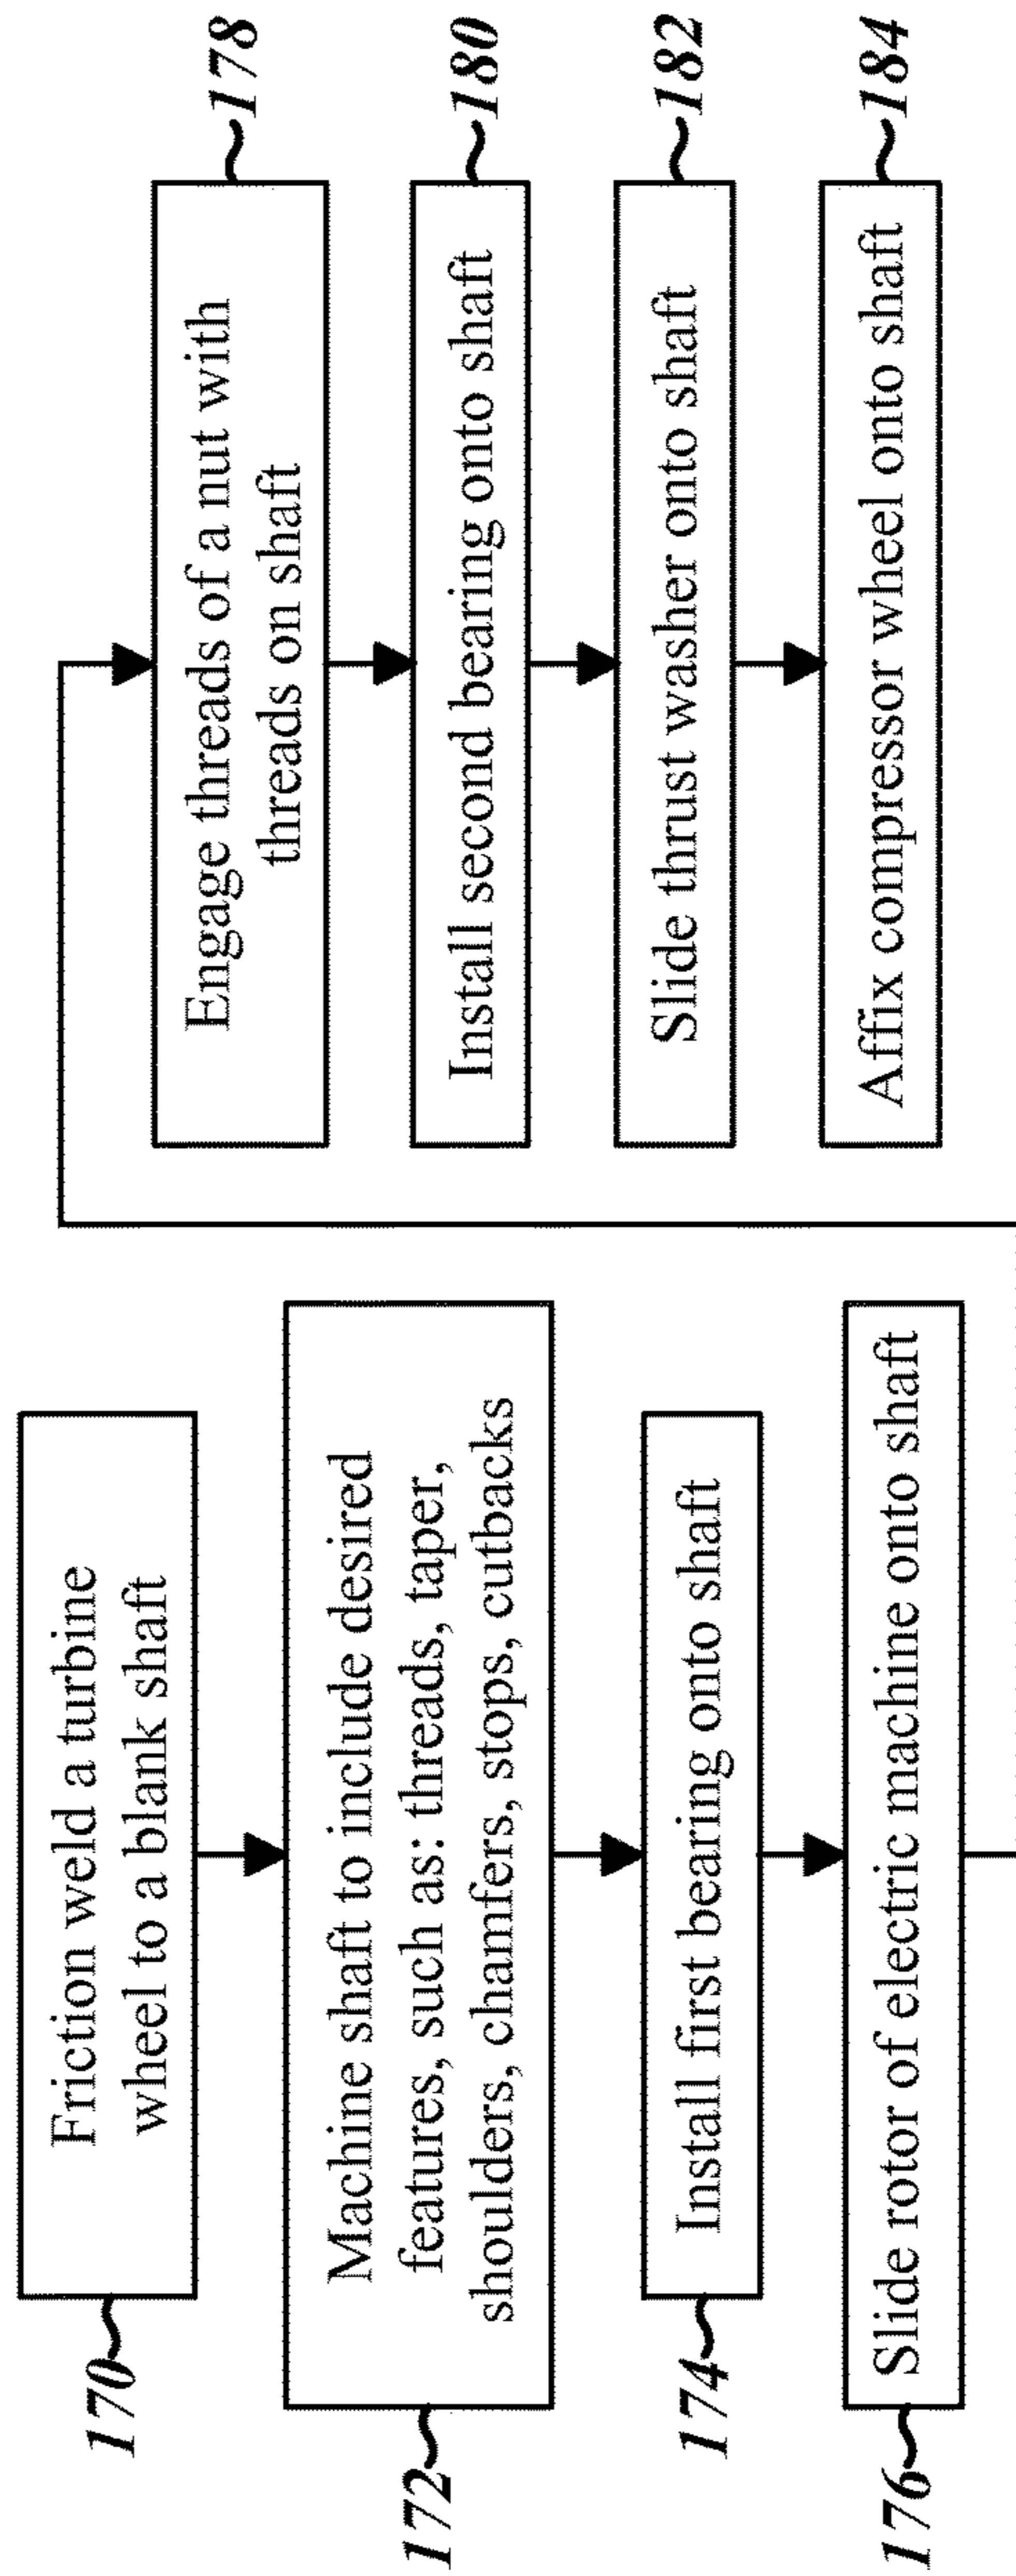 170
Friction weld a turbine
wheel to a blank shaft
172
Machine shaft to include desired
features, such as: threads, taper,
shoulders, chamfers, stops, cutbacks
174
Install first bearing onto shaft
176
Slide rotor of electric machine onto shaft
Engage threads of a nut with
threads on shaft
178
Install second bearing onto shaft
180
Slide thrust washer onto shaft
182
Affix compressor wheel onto shaft
184